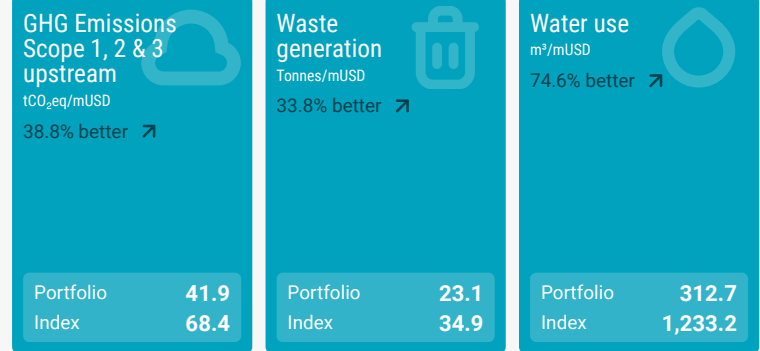 GHG Emissions
Scope 1, 2 & 3
upstream
tCO₂eq/mUSD
38.8% better
Portfolio 41.9
Index 68.4
Waste
generation
Tonnes/mUSD
33.8% better
Portfolio 23.1
Index 34.9
Water use
m³/mUSD
74.6% better
Portfolio 312.7
Index 1,233.2